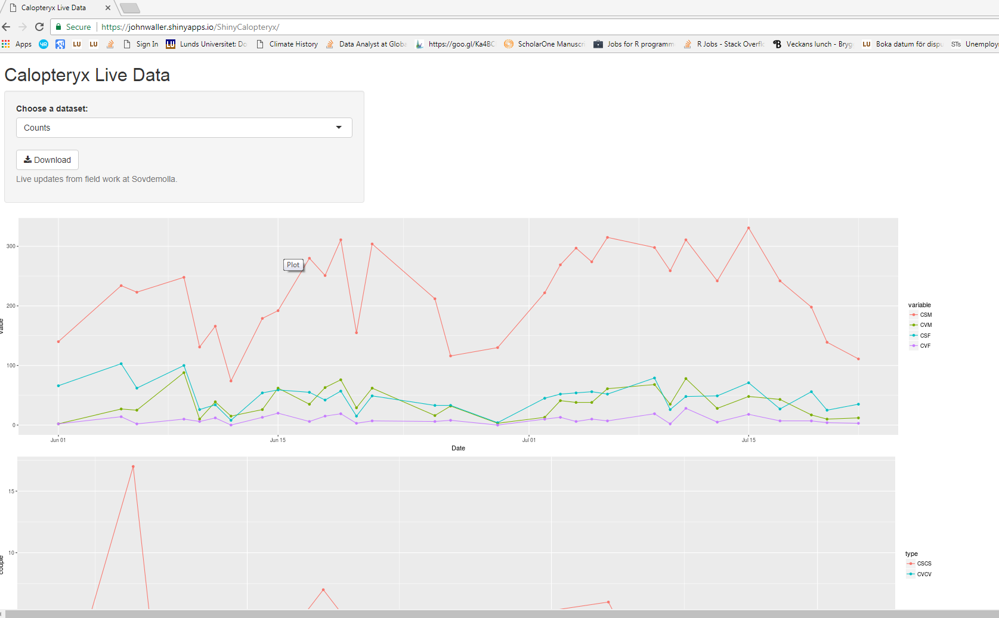 Calopteryx Live Data
Secure https://johnwaller.shinyapps.io/ShinyCalopteryx/
Apps YR LU LU Sign In LU Lunds Universitet: Do Climate History Data Analyst at Globa https://goo.gl/Ka4BC ScholarOne Manuscri Jobs for R programm R Jobs - Stack Overflo B Veckans lunch - Bryg LU Boka datum för dispu STs Unemploy
Calopteryx Live Data
Choose a dataset:
Counts
Download
Live updates from field work at Sovdemolla.
300
200
100
0
value
Plot
Jun 01 Jun 15 Jul 01 Jul 15
Date
variable
CSM
CVM
CSF
CVF
15
10
couple
type
CSCS
CVCV